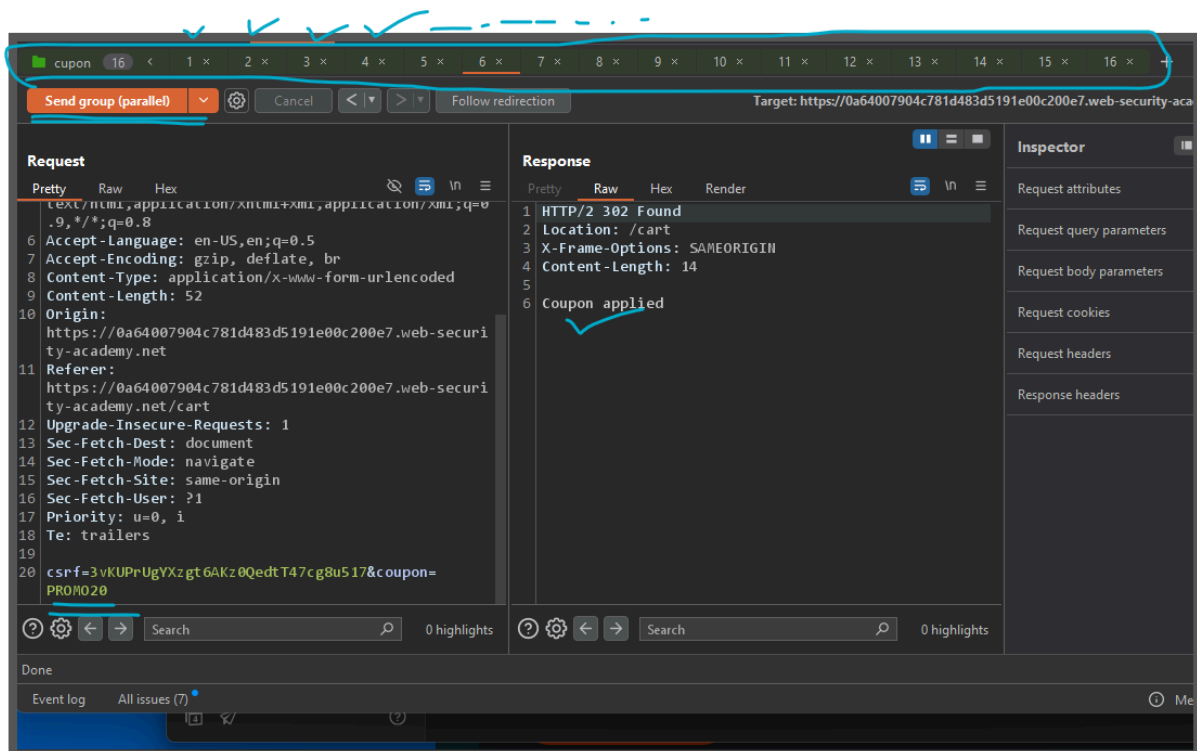 cupon 16 < 1 × 2 × 3 × 4 × 5 × 6 × 7 × 8 × 9 × 10 × 11 × 12 × 13 × 14 × 15 × 16 × +
Send group (parallel) Cancel < > Follow redirection Target: https://0a64007904c781d483d5191e00c200e7.web-security-aca
Request
Pretty Raw Hex \n
text/html,application/xhtml+xml,application/xml;q=0
.9,*/*;q=0.8
6 Accept-Language: en-US,en;q=0.5
7 Accept-Encoding: gzip, deflate, br
8 Content-Type: application/x-www-form-urlencoded
9 Content-Length: 52
10 Origin:
https://0a64007904c781d483d5191e00c200e7.web-securi
ty-academy.net
11 Referer:
https://0a64007904c781d483d5191e00c200e7.web-securi
ty-academy.net/cart
12 Upgrade-Insecure-Requests: 1
13 Sec-Fetch-Dest: document
14 Sec-Fetch-Mode: navigate
15 Sec-Fetch-Site: same-origin
16 Sec-Fetch-User: ?1
17 Priority: u=0, i
18 Te: trailers
19
20 csrf=3vKUPrUgYXzgt6AKz0QedtT47cg8u517&coupon=
PROMO20
Search 0 highlights
Response
Pretty Raw Hex Render \n
1 HTTP/2 302 Found
2 Location: /cart
3 X-Frame-Options: SAMEORIGIN
4 Content-Length: 14
5
6 Coupon applied
Search 0 highlights
Inspector
Request attributes
Request query parameters
Request body parameters
Request cookies
Request headers
Response headers
Done
Event log All issues (7) Me